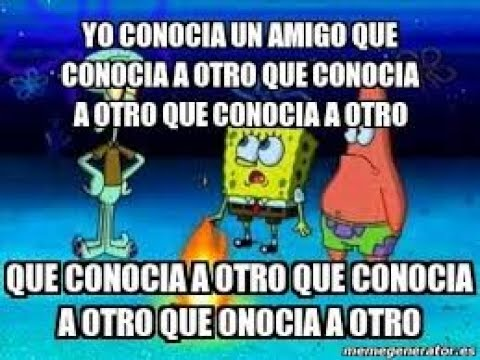 YO CONOCIA UN AMIGO QUE
CONOCIA A OTRO QUE CONOCIA
A OTRO QUE CONOCIA A OTRO
QUE CONOCIA A OTRO QUE CONOCIA
A OTRO QUE ONOCIA A OTRO
memegenerator.es